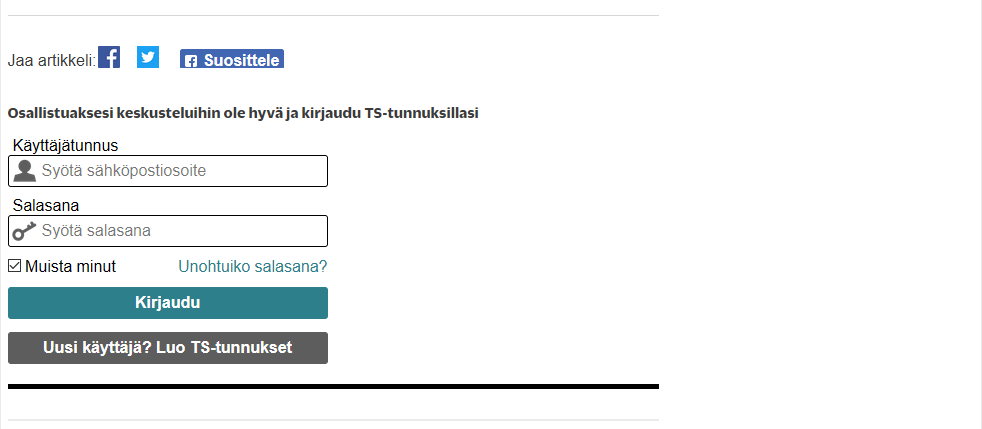 Jaa artikkeli:
Suosittele
Osallistuaksesi keskusteluihin ole hyvä ja kirjaudu TS-tunnuksillasi
Käyttäjätunnus
Syötä sähköpostiosoite
Salasana
Syötä salasana
Muista minut Unohtuiko salasana?
Kirjaudu
Uusi käyttäjä? Luo TS-tunnukset